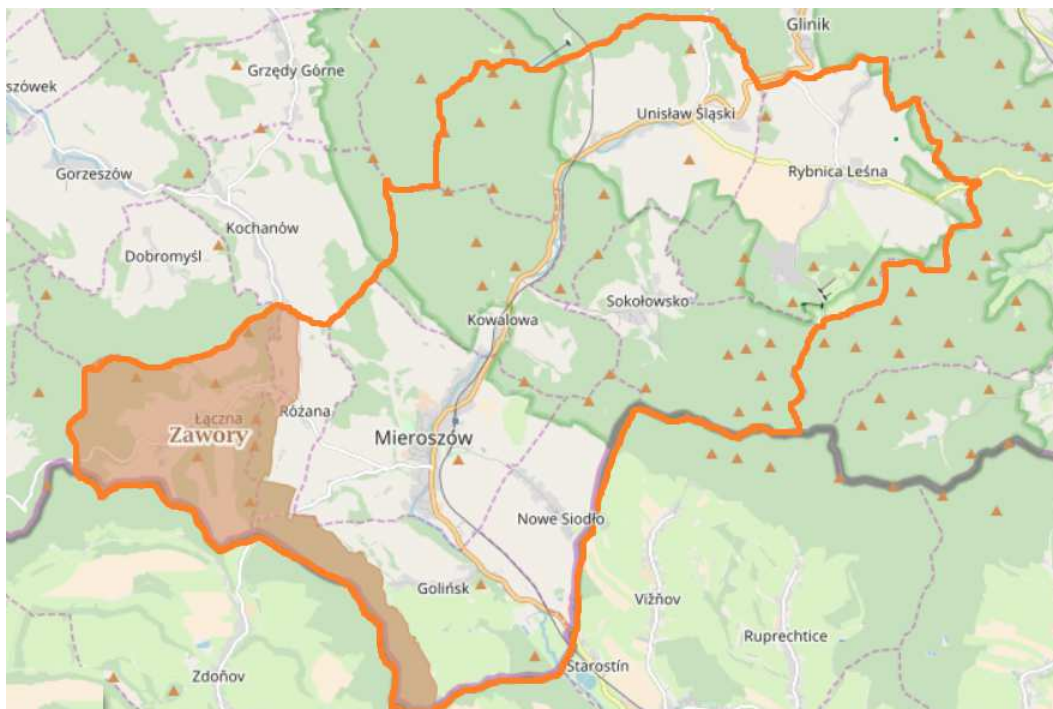 Glinik
Grzędy Górne
szówek
Unisław Śląski
Gorzeszów
Rybnica Leśna
Kochanów
Dobromyśl
Sokołowsko
Kowalowa
Łączna
Różana
Zawory
Mieroszów
Nowe Siodło
Golińsk
Vižňov
Ruprechtice
Starostín
Zdoňov